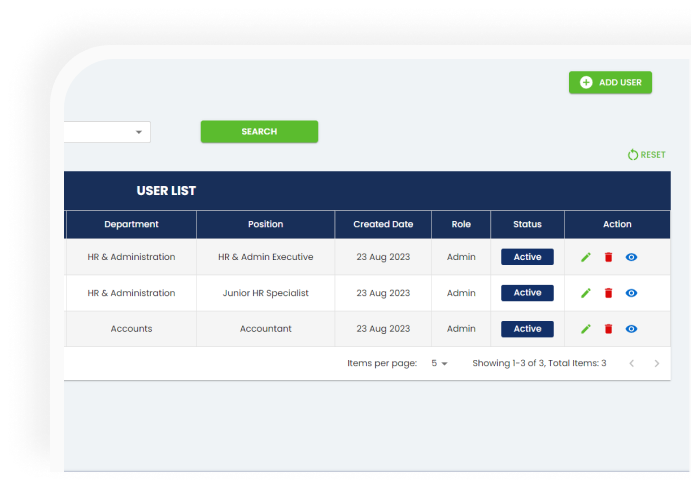 ADD USER
SEARCH
RESET
USER LIST
Department Position Created Date Role Status Action
HR & Administration HR & Admin Executive 23 Aug 2023 Admin Active
HR & Administration Junior HR Specialist 23 Aug 2023 Admin Active
Accounts Accountant 23 Aug 2023 Admin Active
Items per page: 5 Showing 1-3 of 3, Total Items: 3